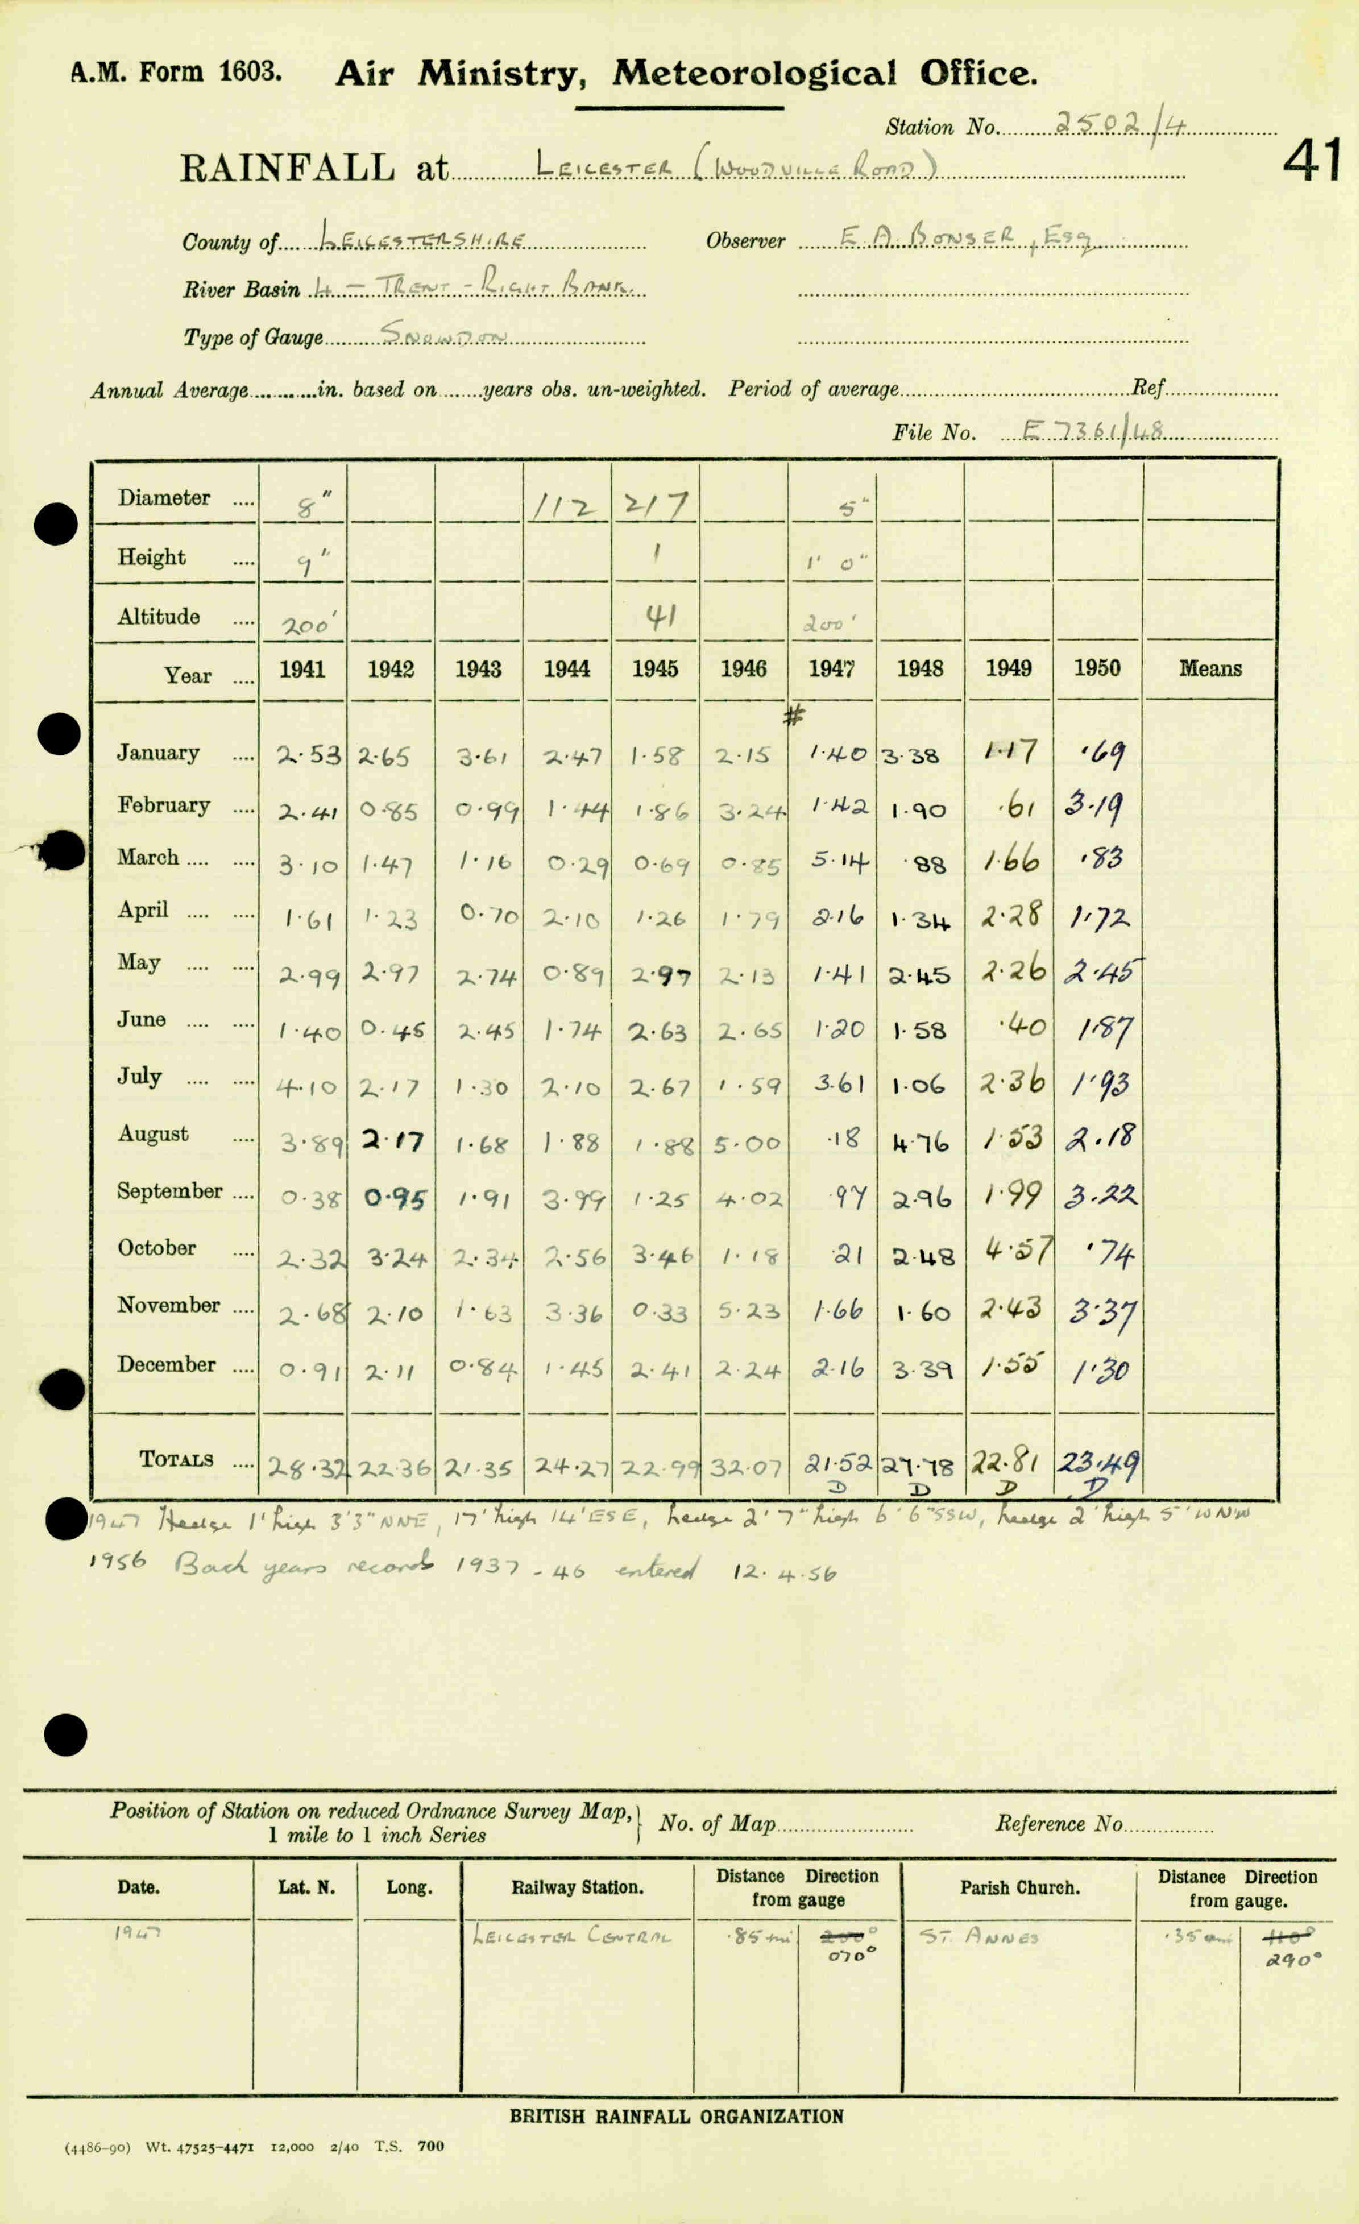 A.M. Form 1603. Air Ministry, Meteorological Office.
Station No. 2502/4
41
RAINFALL at LEICESTER (WOODVILLE ROAD)
County of LEICESTERSHIRE Observer E. A. BONSER, Esq.
River Basin 4 – TRENT – RIGHT BANK.
Type of Gauge SNOWDON
Annual Average in. based on years obs. un-weighted. Period of average Ref.
File No. E 7361/48
Diameter .... 8" 112 217 5"
Height .... 9" 1 1' 0"
Altitude .... 200' 41 200'
Year .... 1941 1942 1943 1944 1945 1946 1947 1948 1949 1950 Means
#
January .... 2.53 2.65 3.61 2.47 1.58 2.15 1.40 3.38 1.17 .69
February .... 2.41 0.85 0.99 1.44 1.86 3.24 1.42 1.90 .61 3.19
March .... .... 3.10 1.47 1.16 0.29 0.69 0.85 5.14 .88 1.66 .83
April .... .... 1.61 1.23 0.70 2.10 1.26 1.79 2.16 1.34 2.28 1.72
May .... .... 2.99 2.97 2.74 0.89 2.97 2.13 1.41 2.45 2.26 2.45
June .... .... 1.40 0.45 2.45 1.74 2.63 2.65 1.20 1.58 .40 1.87
July .... .... 4.10 2.17 1.30 2.10 2.67 1.59 3.61 1.06 2.36 1.93
August .... 3.89 2.17 1.68 1.88 1.88 5.00 .18 4.76 1.53 2.18
September .... 0.38 0.95 1.91 3.99 1.25 4.02 .97 2.96 1.99 3.22
October .... 2.32 3.24 2.34 2.56 3.46 1.18 .21 2.48 4.57 .74
November .... 2.68 2.10 1.63 3.36 0.33 5.23 1.66 1.60 2.43 3.37
December .... 0.91 2.11 0.84 1.45 2.41 2.24 2.16 3.39 1.55 1.30
TOTALS .... 28.32 22.36 21.35 24.27 22.99 32.07 21.52 27.78 22.81 23.49
D D D D
1947 Hedge 1' high 3'3" NNE, 17' high 14' ESE, hedge 2' 7" high 6' 6" SSW, hedge 2' high 5' WNW
1956 Back years records 1937 - 46 entered 12.4.56
Position of Station on reduced Ordnance Survey Map,} No. of Map Reference No.
1 mile to 1 inch Series
Date. Lat. N. Long. Railway Station. Distance Direction from gauge Parish Church. Distance Direction from gauge.
1947 LEICESTER CENTRAL .85 mi 200° ST. ANNES .35 mi 110°
070° 290°
BRITISH RAINFALL ORGANIZATION
(4486-90) Wt. 47525-4471 12,000 2/40 T.S. 700